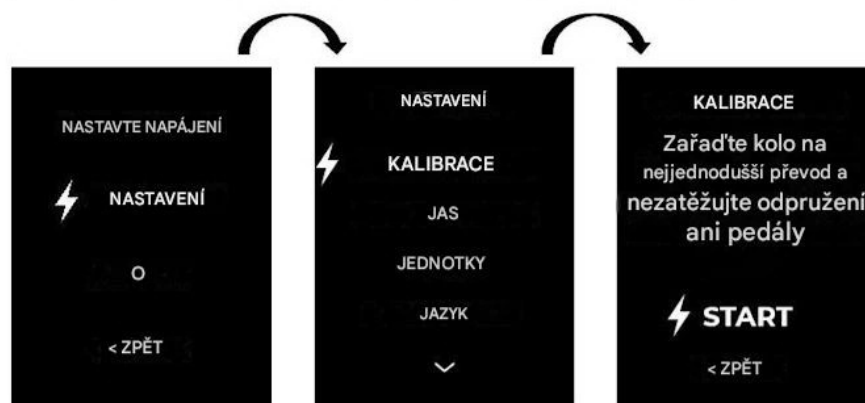 NASTAVTE NAPÁJENÍ
NASTAVENÍ
O
< ZPĚT
NASTAVENÍ
KALIBRACE
JAS
JEDNOTKY
JAZYK
KALIBRACE
Zařaďte kolo na
nejjednodušší převod a
nezatěžujte odpružení
ani pedály
START
< ZPĚT